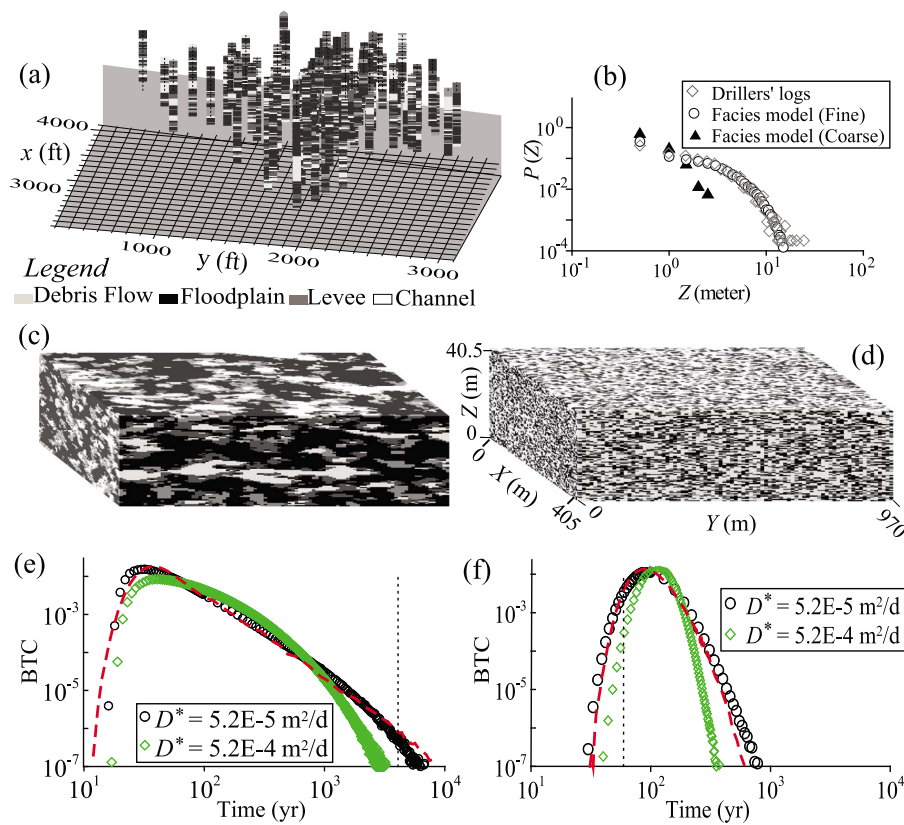 (a)
4000
x (ft)
3000
1000
y (ft)
2000
3000
Legend
Debris Flow
Floodplain
Levee
Channel
(b)
Drillers' logs
Facies model (Fine)
Facies model (Coarse)
P (Z)
10^0
10^-2
10^-4
10^-1
10^0
10^1
10^2
Z (meter)
(c)
(d)
40.5
Z (m)
0
0
X (m)
405
0
Y (m)
970
(e)
BTC
10^-3
10^-5
10^-7
D* = 5.2E-5 m²/d
D* = 5.2E-4 m²/d
10^1
10^2
10^3
10^4
Time (yr)
(f)
BTC
10^-3
10^-5
10^-7
D* = 5.2E-5 m²/d
D* = 5.2E-4 m²/d
10^1
10^2
10^3
10^4
Time (yr)